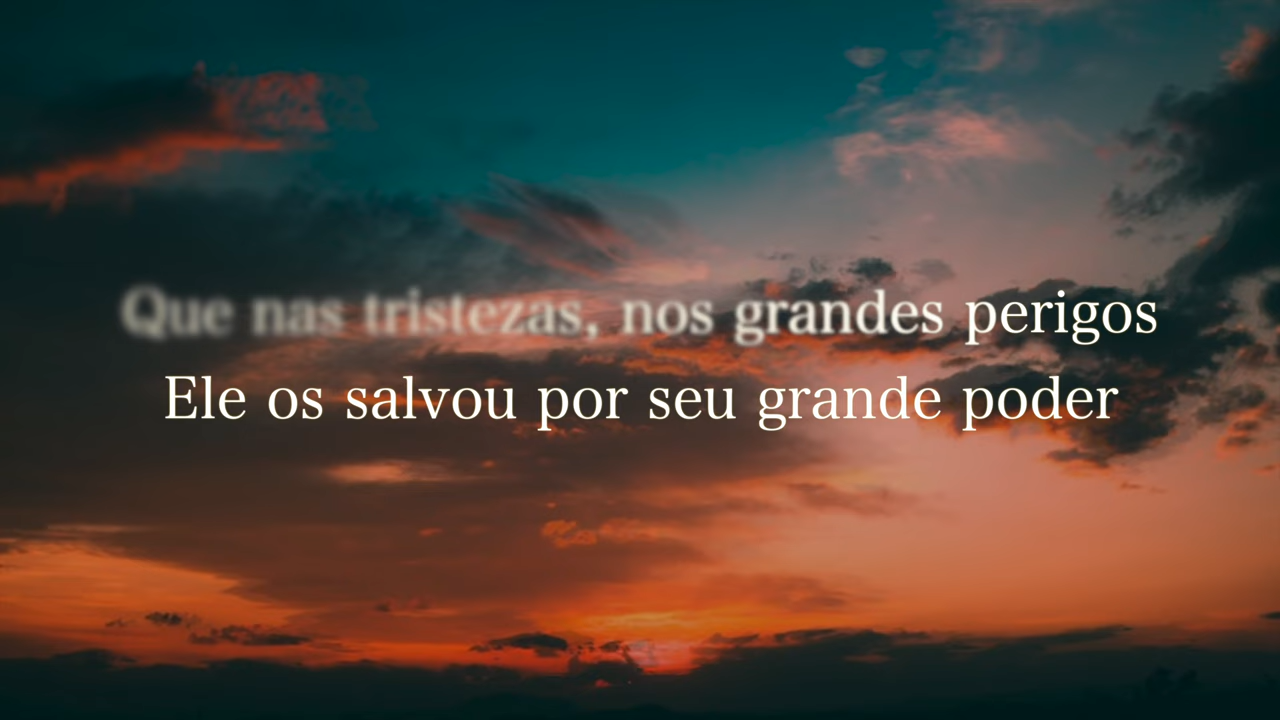 Que nas tristezas, nos grandes perigos
Ele os salvou por seu grande poder